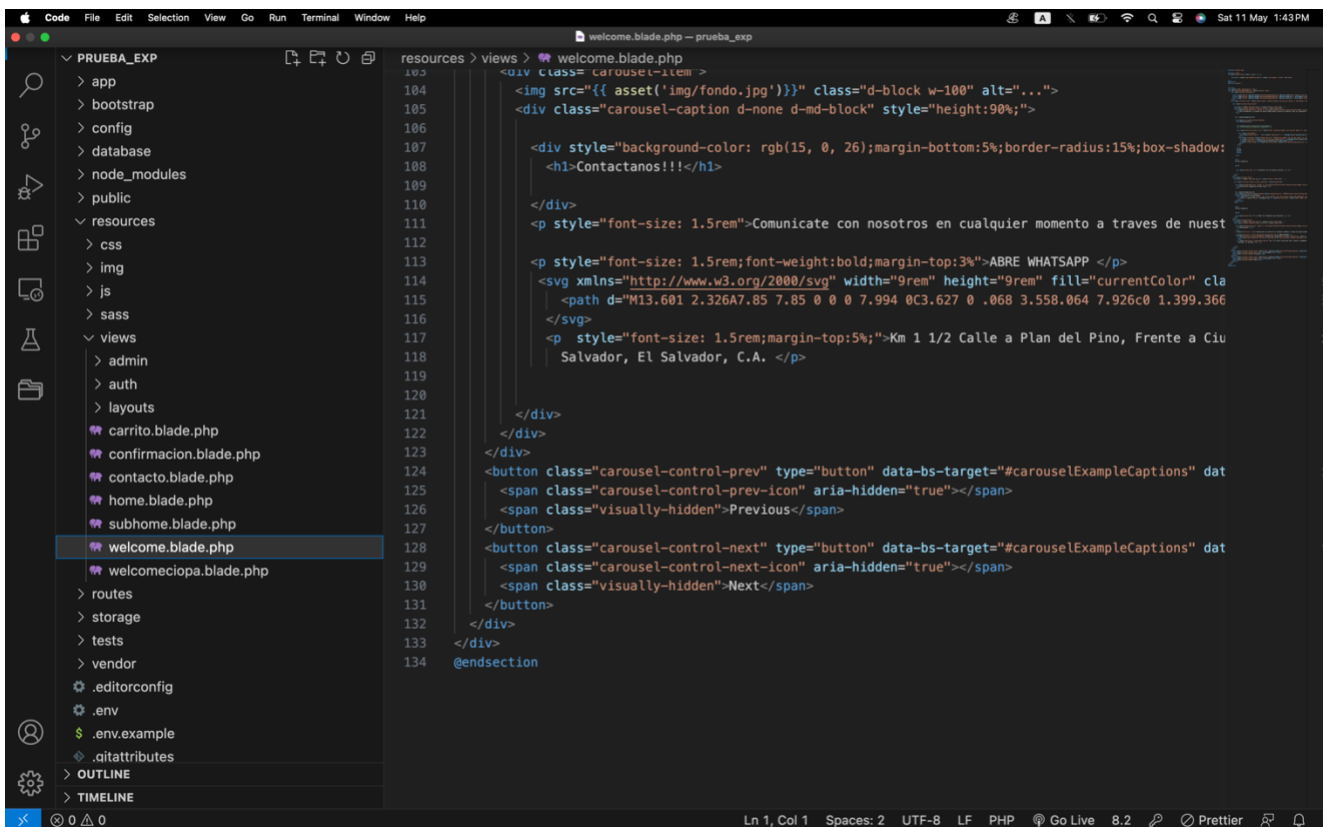 Code File Edit Selection View Go Run Terminal Window Help A Sat 11 May 1:43 PM
welcome.blade.php — prueba_exp
PRUEBA_EXP
app
bootstrap
config
database
node_modules
public
resources
css
img
js
sass
views
admin
auth
layouts
carrito.blade.php
confirmacion.blade.php
contacto.blade.php
home.blade.php
subhome.blade.php
welcome.blade.php
welcomeciopa.blade.php
routes
storage
tests
vendor
.editorconfig
.env
$ .env.example
.gitattributes
OUTLINE
TIMELINE
resources > views > welcome.blade.php
103 <div class="carousel-item">
104 <img src="{{ asset('img/fondo.jpg')}}" class="d-block w-100" alt="...">
105 <div class="carousel-caption d-none d-md-block" style="height:90%;">
106
107 <div style="background-color: rgb(15, 0, 26);margin-bottom:5%;border-radius:15%;box-shadow:
108 <h1>Contactanos!!!</h1>
109
110 </div>
111 <p style="font-size: 1.5rem">Comunicate con nosotros en cualquier momento a traves de nuest
112
113 <p style="font-size: 1.5rem;font-weight:bold;margin-top:3%">ABRE WHATSAPP </p>
114 <svg xmlns="http://www.w3.org/2000/svg" width="9rem" height="9rem" fill="currentColor" cla
115 <path d="M13.601 2.326A7.85 7.85 0 0 0 7.994 0C3.627 0 .068 3.558.064 7.926c0 1.399.366
116 </svg>
117 <p style="font-size: 1.5rem;margin-top:5%;">Km 1 1/2 Calle a Plan del Pino, Frente a Ciu
118 Salvador, El Salvador, C.A. </p>
119
120
121 </div>
122 </div>
123 </div>
124 <button class="carousel-control-prev" type="button" data-bs-target="#carouselExampleCaptions" dat
125 <span class="carousel-control-prev-icon" aria-hidden="true"></span>
126 <span class="visually-hidden">Previous</span>
127 </button>
128 <button class="carousel-control-next" type="button" data-bs-target="#carouselExampleCaptions" dat
129 <span class="carousel-control-next-icon" aria-hidden="true"></span>
130 <span class="visually-hidden">Next</span>
131 </button>
132 </div>
133 </div>
134 @endsection
0 0 Ln 1, Col 1 Spaces: 2 UTF-8 LF PHP Go Live 8.2 Prettier